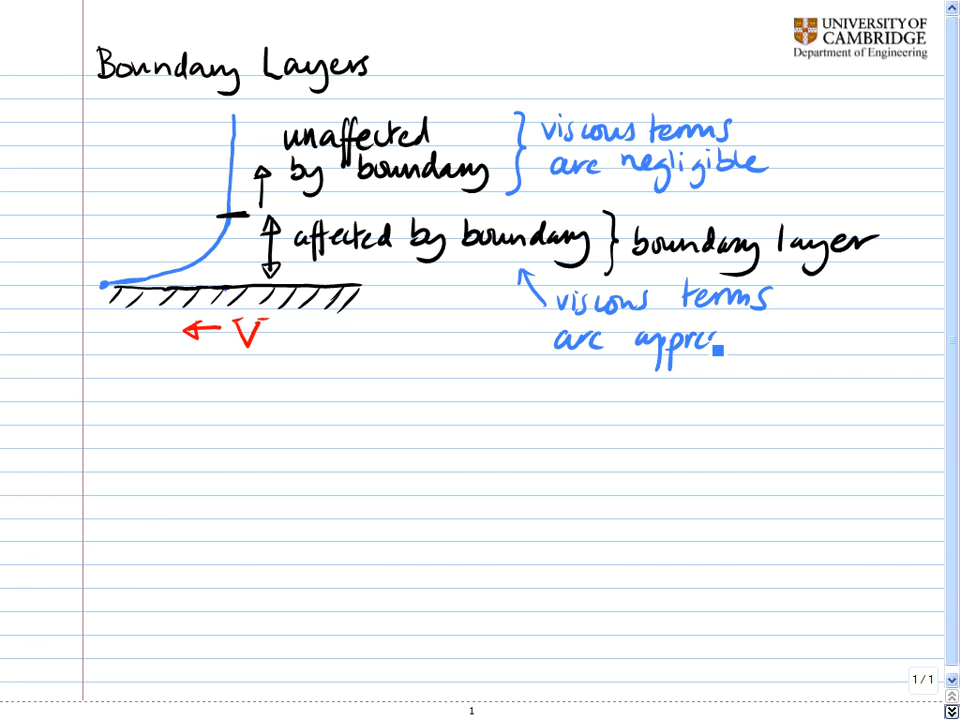 UNIVERSITY OF
CAMBRIDGE
Department of Engineering
Boundary Layers
unaffected
by boundary
viscous terms
are negligible
affected by boundary
boundary layer
viscous terms
are appre
V
1 / 1
1